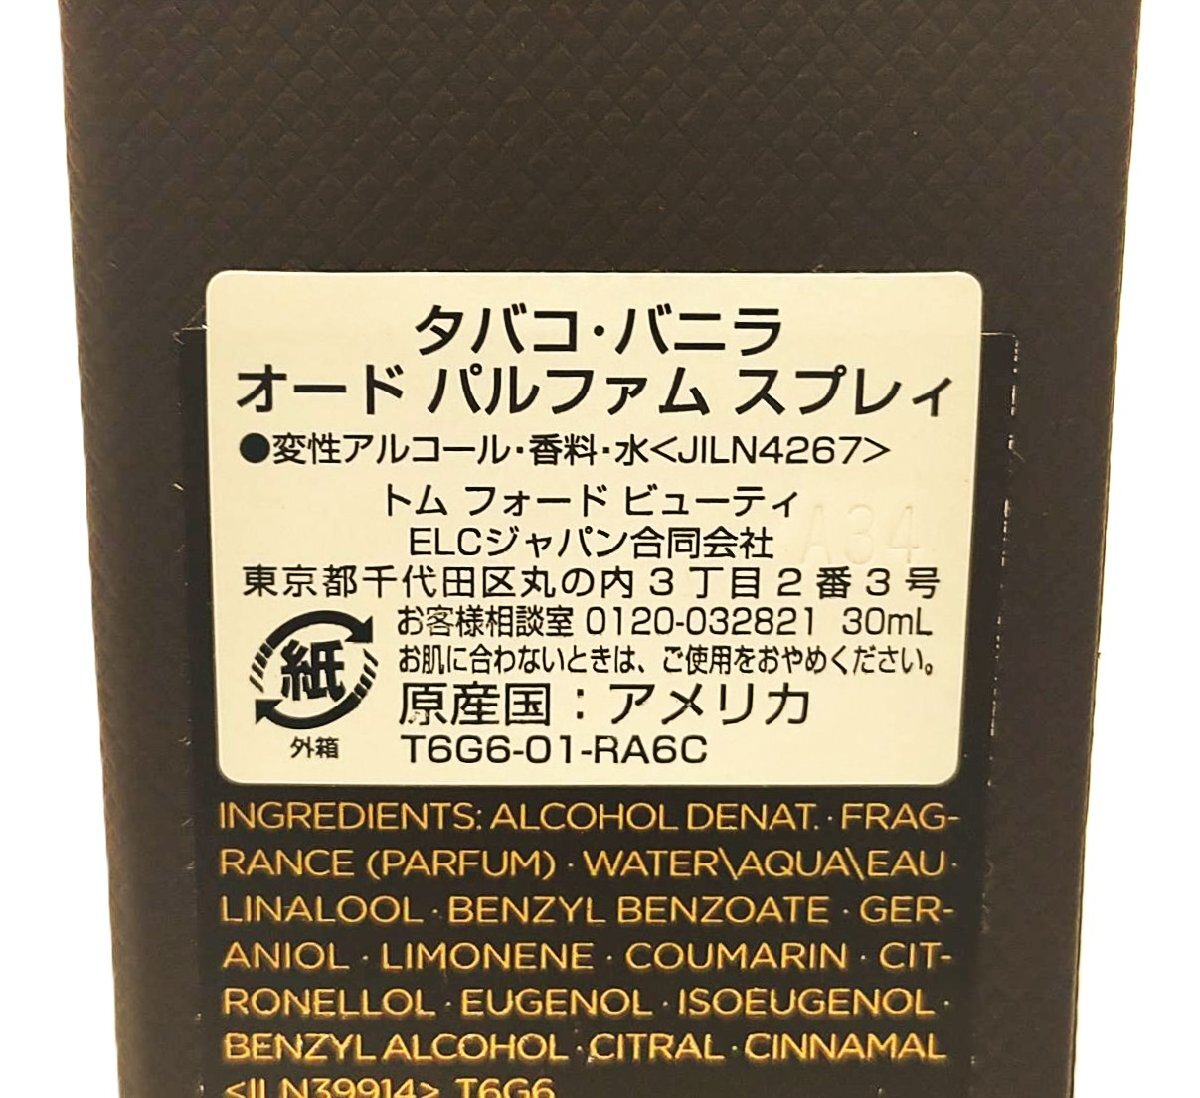 タバコ・バニラ
オード パルファム スプレィ
●変性アルコール・香料・水<JILN4267>
トム フォード ビューティ
A34
ELCジャパン合同会社
東京都千代田区丸の内3丁目2番3号
お客様相談室 0120-032821 30mL
お肌に合わないときは、ご使用をおやめください。
紙
原産国：アメリカ
外箱
T6G6-01-RA6C
INGREDIENTS: ALCOHOL DENAT. · FRAG-
RANCE (PARFUM) · WATER\AQUA\EAU ·
LINALOOL · BENZYL BENZOATE · GER-
ANIOL · LIMONENE · COUMARIN · CIT-
RONELLOL · EUGENOL · ISOEUGENOL ·
BENZYL ALCOHOL · CITRAL · CINNAMAL
<ILN39914> T6G6